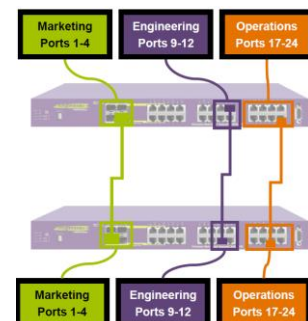 Marketing
Ports 1-4
Engineering
Ports 9-12
Operations
Ports 17-24
Marketing
Ports 1-4
Engineering
Ports 9-12
Operations
Ports 17-24